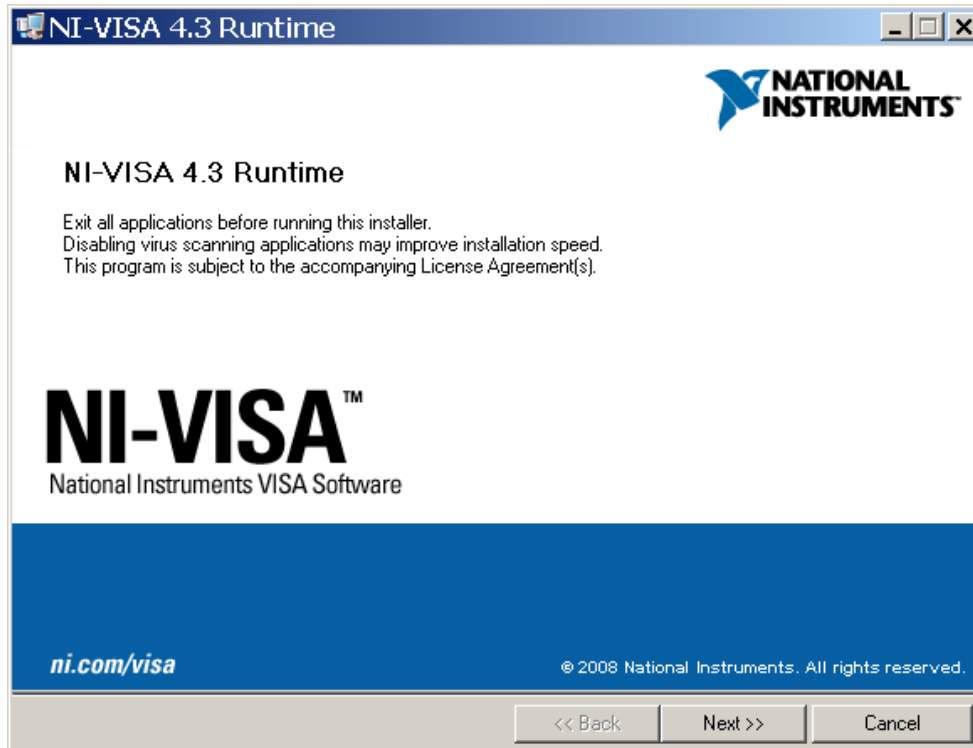 NI-VISA 4.3 Runtime
NATIONAL
INSTRUMENTS™
NI-VISA 4.3 Runtime
Exit all applications before running this installer.
Disabling virus scanning applications may improve installation speed.
This program is subject to the accompanying License Agreement(s).
NI-VISA™
National Instruments VISA Software
ni.com/visa
© 2008 National Instruments. All rights reserved.
<< Back
Next >>
Cancel